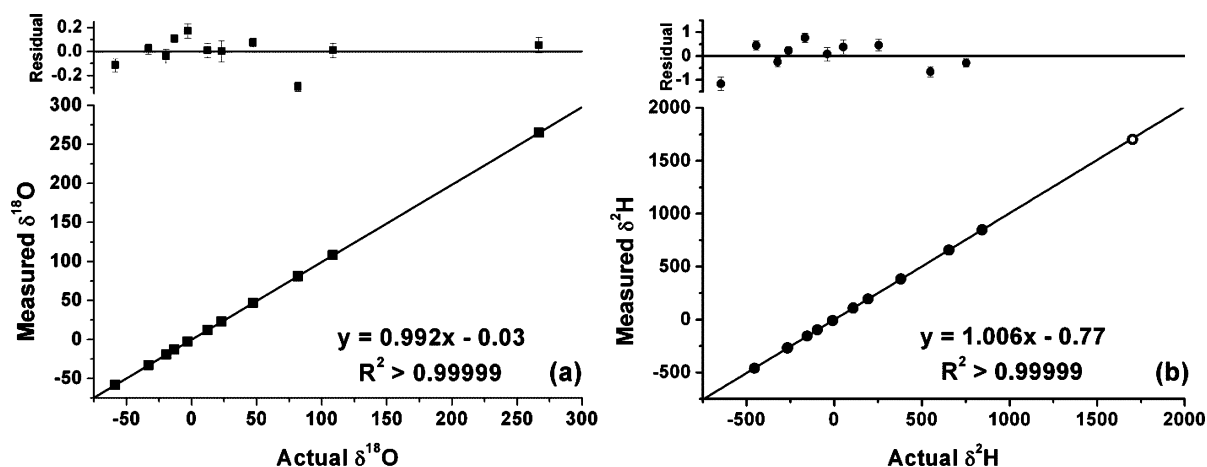 Residual
0.2
0.0
-0.2
Measured δ¹⁸O
300
250
200
150
100
50
0
-50
y = 0.992x - 0.03
R² > 0.99999
(a)
-50 0 50 100 150 200 250 300
Actual δ¹⁸O
Residual
1
0
-1
Measured δ²H
2000
1500
1000
500
0
-500
y = 1.006x - 0.77
R² > 0.99999
(b)
-500 0 500 1000 1500 2000
Actual δ²H